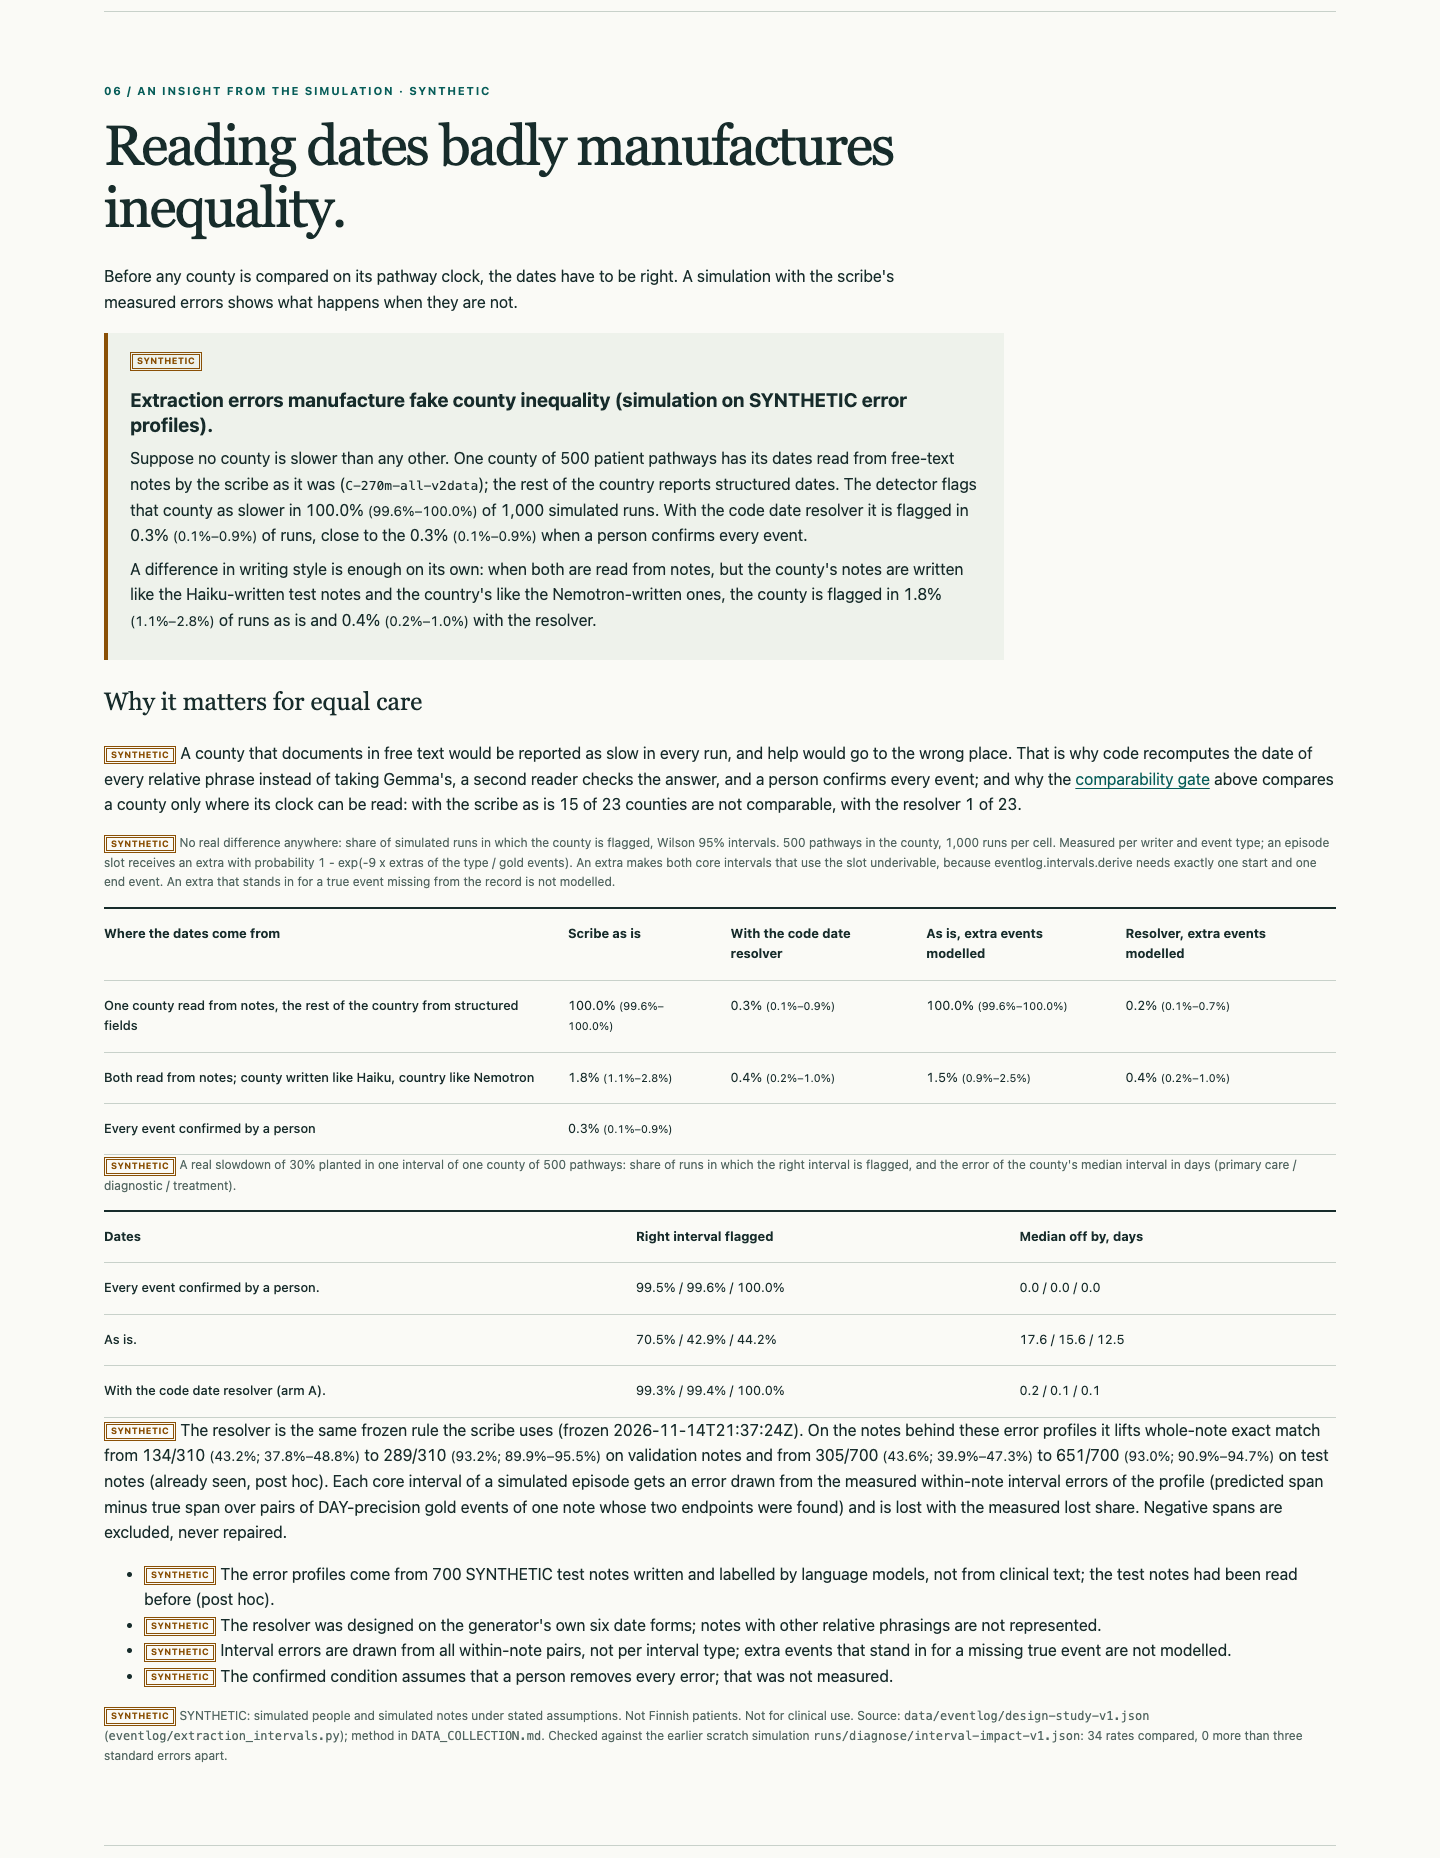 06 / AN INSIGHT FROM THE SIMULATION · SYNTHETIC
Reading dates badly manufactures
inequality.
Before any county is compared on its pathway clock, the dates have to be right. A simulation with the scribe's
measured errors shows what happens when they are not.
SYNTHETIC
Extraction errors manufacture fake county inequality (simulation on SYNTHETIC error
profiles).
Suppose no county is slower than any other. One county of 500 patient pathways has its dates read from free-text
notes by the scribe as it was (C-270m-all-v2data); the rest of the country reports structured dates. The detector flags
that county as slower in 100.0% (99.6%–100.0%) of 1,000 simulated runs. With the code date resolver it is flagged in
0.3% (0.1%–0.9%) of runs, close to the 0.3% (0.1%–0.9%) when a person confirms every event.
A difference in writing style is enough on its own: when both are read from notes, but the county's notes are written
like the Haiku-written test notes and the country's like the Nemotron-written ones, the county is flagged in 1.8%
(1.1%–2.8%) of runs as is and 0.4% (0.2%–1.0%) with the resolver.
Why it matters for equal care
SYNTHETIC A county that documents in free text would be reported as slow in every run, and help would go to the wrong place. That is why code recomputes the date of
every relative phrase instead of taking Gemma's, a second reader checks the answer, and a person confirms every event; and why the comparability gate above compares
a county only where its clock can be read: with the scribe as is 15 of 23 counties are not comparable, with the resolver 1 of 23.
SYNTHETIC No real difference anywhere: share of simulated runs in which the county is flagged, Wilson 95% intervals. 500 pathways in the county, 1,000 runs per cell. Measured per writer and event type; an episode
slot receives an extra with probability 1 - exp(-9 x extras of the type / gold events). An extra makes both core intervals that use the slot underivable, because eventlog.intervals.derive needs exactly one start and one
end event. An extra that stands in for a true event missing from the record is not modelled.
Where the dates come from Scribe as is With the code date resolver As is, extra events modelled Resolver, extra events modelled
One county read from notes, the rest of the country from structured fields 100.0% (99.6%–100.0%) 0.3% (0.1%–0.9%) 100.0% (99.6%–100.0%) 0.2% (0.1%–0.7%)
Both read from notes; county written like Haiku, country like Nemotron 1.8% (1.1%–2.8%) 0.4% (0.2%–1.0%) 1.5% (0.9%–2.5%) 0.4% (0.2%–1.0%)
Every event confirmed by a person 0.3% (0.1%–0.9%)
SYNTHETIC A real slowdown of 30% planted in one interval of one county of 500 pathways: share of runs in which the right interval is flagged, and the error of the county's median interval in days (primary care /
diagnostic / treatment).
Dates Right interval flagged Median off by, days
Every event confirmed by a person. 99.5% / 99.6% / 100.0% 0.0 / 0.0 / 0.0
As is. 70.5% / 42.9% / 44.2% 17.6 / 15.6 / 12.5
With the code date resolver (arm A). 99.3% / 99.4% / 100.0% 0.2 / 0.1 / 0.1
SYNTHETIC The resolver is the same frozen rule the scribe uses (frozen 2026-11-14T21:37:24Z). On the notes behind these error profiles it lifts whole-note exact match
from 134/310 (43.2%; 37.8%–48.8%) to 289/310 (93.2%; 89.9%–95.5%) on validation notes and from 305/700 (43.6%; 39.9%–47.3%) to 651/700 (93.0%; 90.9%–94.7%) on test
notes (already seen, post hoc). Each core interval of a simulated episode gets an error drawn from the measured within-note interval errors of the profile (predicted span
minus true span over pairs of DAY-precision gold events of one note whose two endpoints were found) and is lost with the measured lost share. Negative spans are
excluded, never repaired.
• SYNTHETIC The error profiles come from 700 SYNTHETIC test notes written and labelled by language models, not from clinical text; the test notes had been read
before (post hoc).
• SYNTHETIC The resolver was designed on the generator's own six date forms; notes with other relative phrasings are not represented.
• SYNTHETIC Interval errors are drawn from all within-note pairs, not per interval type; extra events that stand in for a missing true event are not modelled.
• SYNTHETIC The confirmed condition assumes that a person removes every error; that was not measured.
SYNTHETIC SYNTHETIC: simulated people and simulated notes under stated assumptions. Not Finnish patients. Not for clinical use. Source: data/eventlog/design-study-v1.json
(eventlog/extraction_intervals.py); method in DATA_COLLECTION.md. Checked against the earlier scratch simulation runs/diagnose/interval-impact-v1.json: 34 rates compared, 0 more than three
standard errors apart.